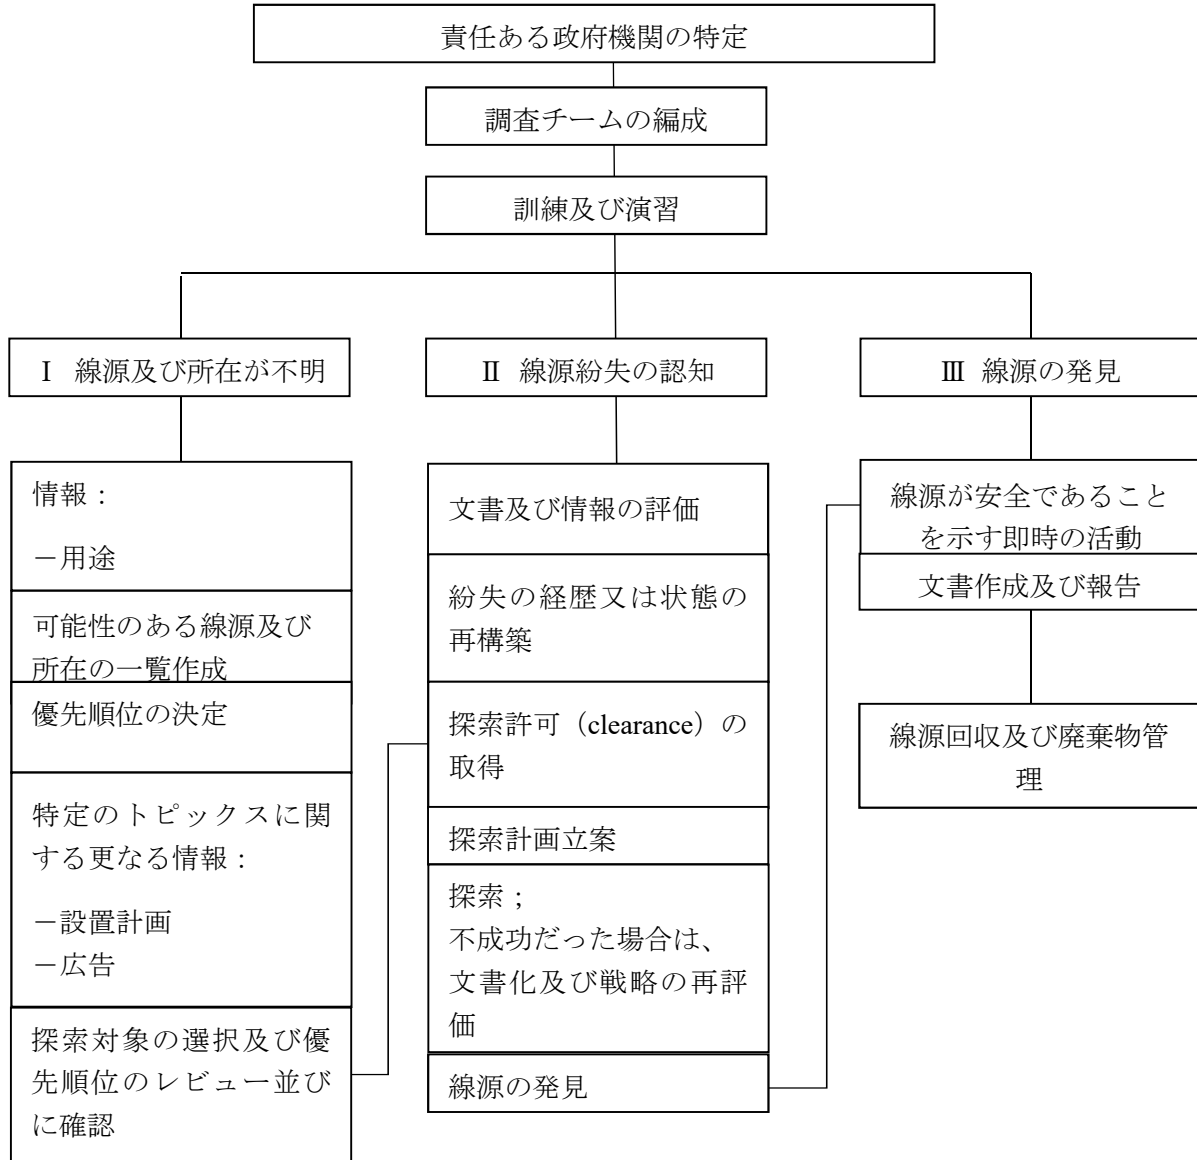 責任ある政府機関の特定
調査チームの編成
訓練及び演習
Ⅰ 線源及び所在が不明
情報：
－用途
可能性のある線源及び
所在の一覧作成
優先順位の決定
特定のトピックスに関
する更なる情報：
－設置計画
－広告
探索対象の選択及び優
先順位のレビュー並び
に確認
Ⅱ 線源紛失の認知
文書及び情報の評価
紛失の経歴又は状態の
再構築
探索許可（clearance）の
取得
探索計画立案
探索；
不成功だった場合は、
文書化及び戦略の再評
価
線源の発見
Ⅲ 線源の発見
線源が安全であること
を示す即時の活動
文書作成及び報告
線源回収及び廃棄物管
理